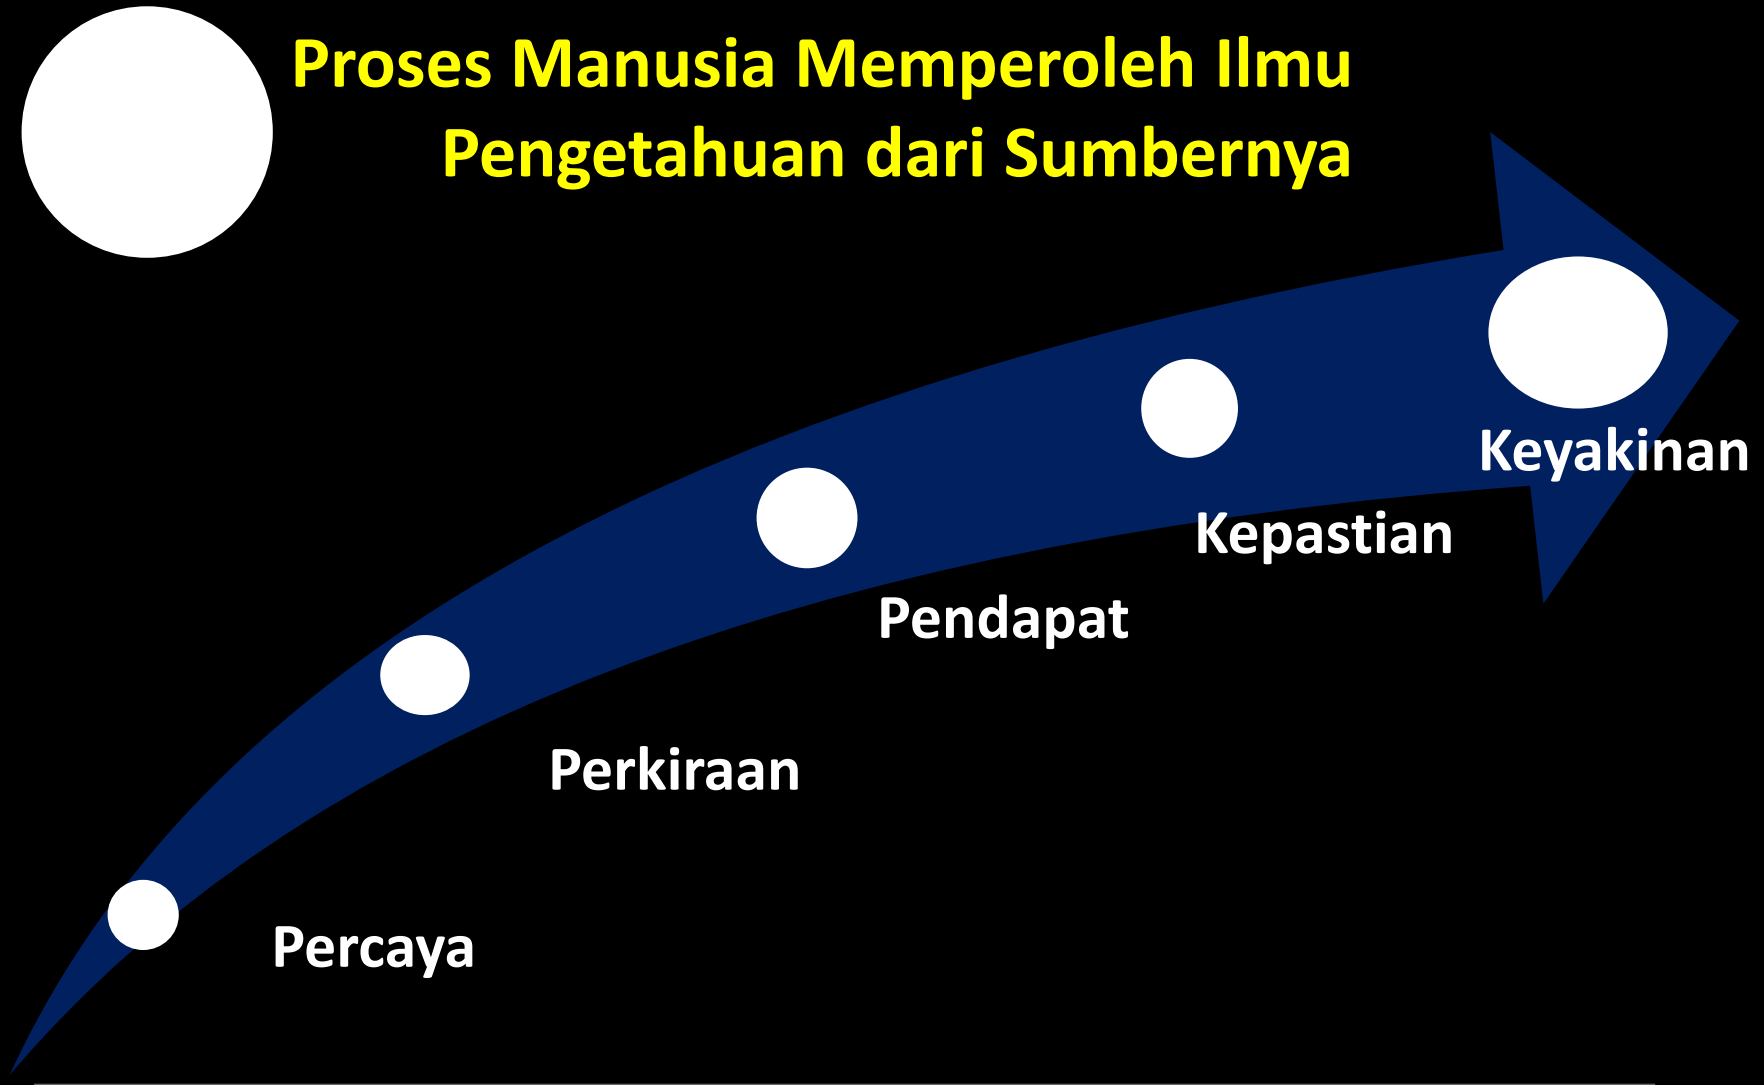 Proses Manusia Memperoleh Ilmu
Pengetahuan dari Sumbernya
Keyakinan
Kepastian
Pendapat
Perkiraan
Percaya